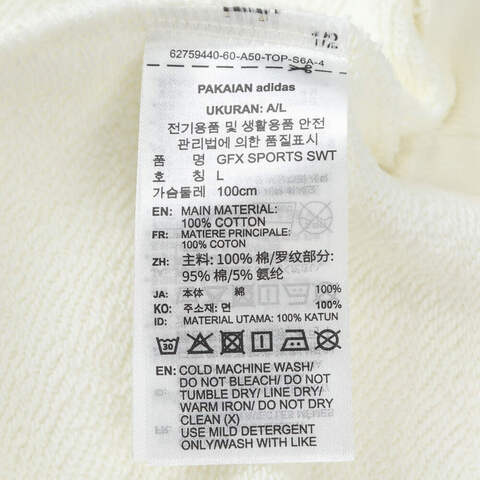 62759440-60-A50-TOP-S6A-4
PAKAIAN adidas
UKURAN: A/L
전기용품 및 생활용품 안전
관리법에 의한 품질표시
품 명 GFX SPORTS SWT
호 칭 L
가슴둘레 100cm
EN: MAIN MATERIAL:
100% COTTON
FR: MATIERE PRINCIPALE:
100% COTON
ZH: 主料: 100% 棉/罗纹部分:
95% 棉/5% 氨纶
JA: 本体 綿 100%
KO: 주소재: 면 100%
ID: MATERIAL UTAMA: 100% KATUN
30
EN: COLD MACHINE WASH/
DO NOT BLEACH/ DO NOT
TUMBLE DRY/ LINE DRY/
WARM IRON/ DO NOT DRY
CLEAN (X)
USE MILD DETERGENT
ONLY/WASH WITH LIKE